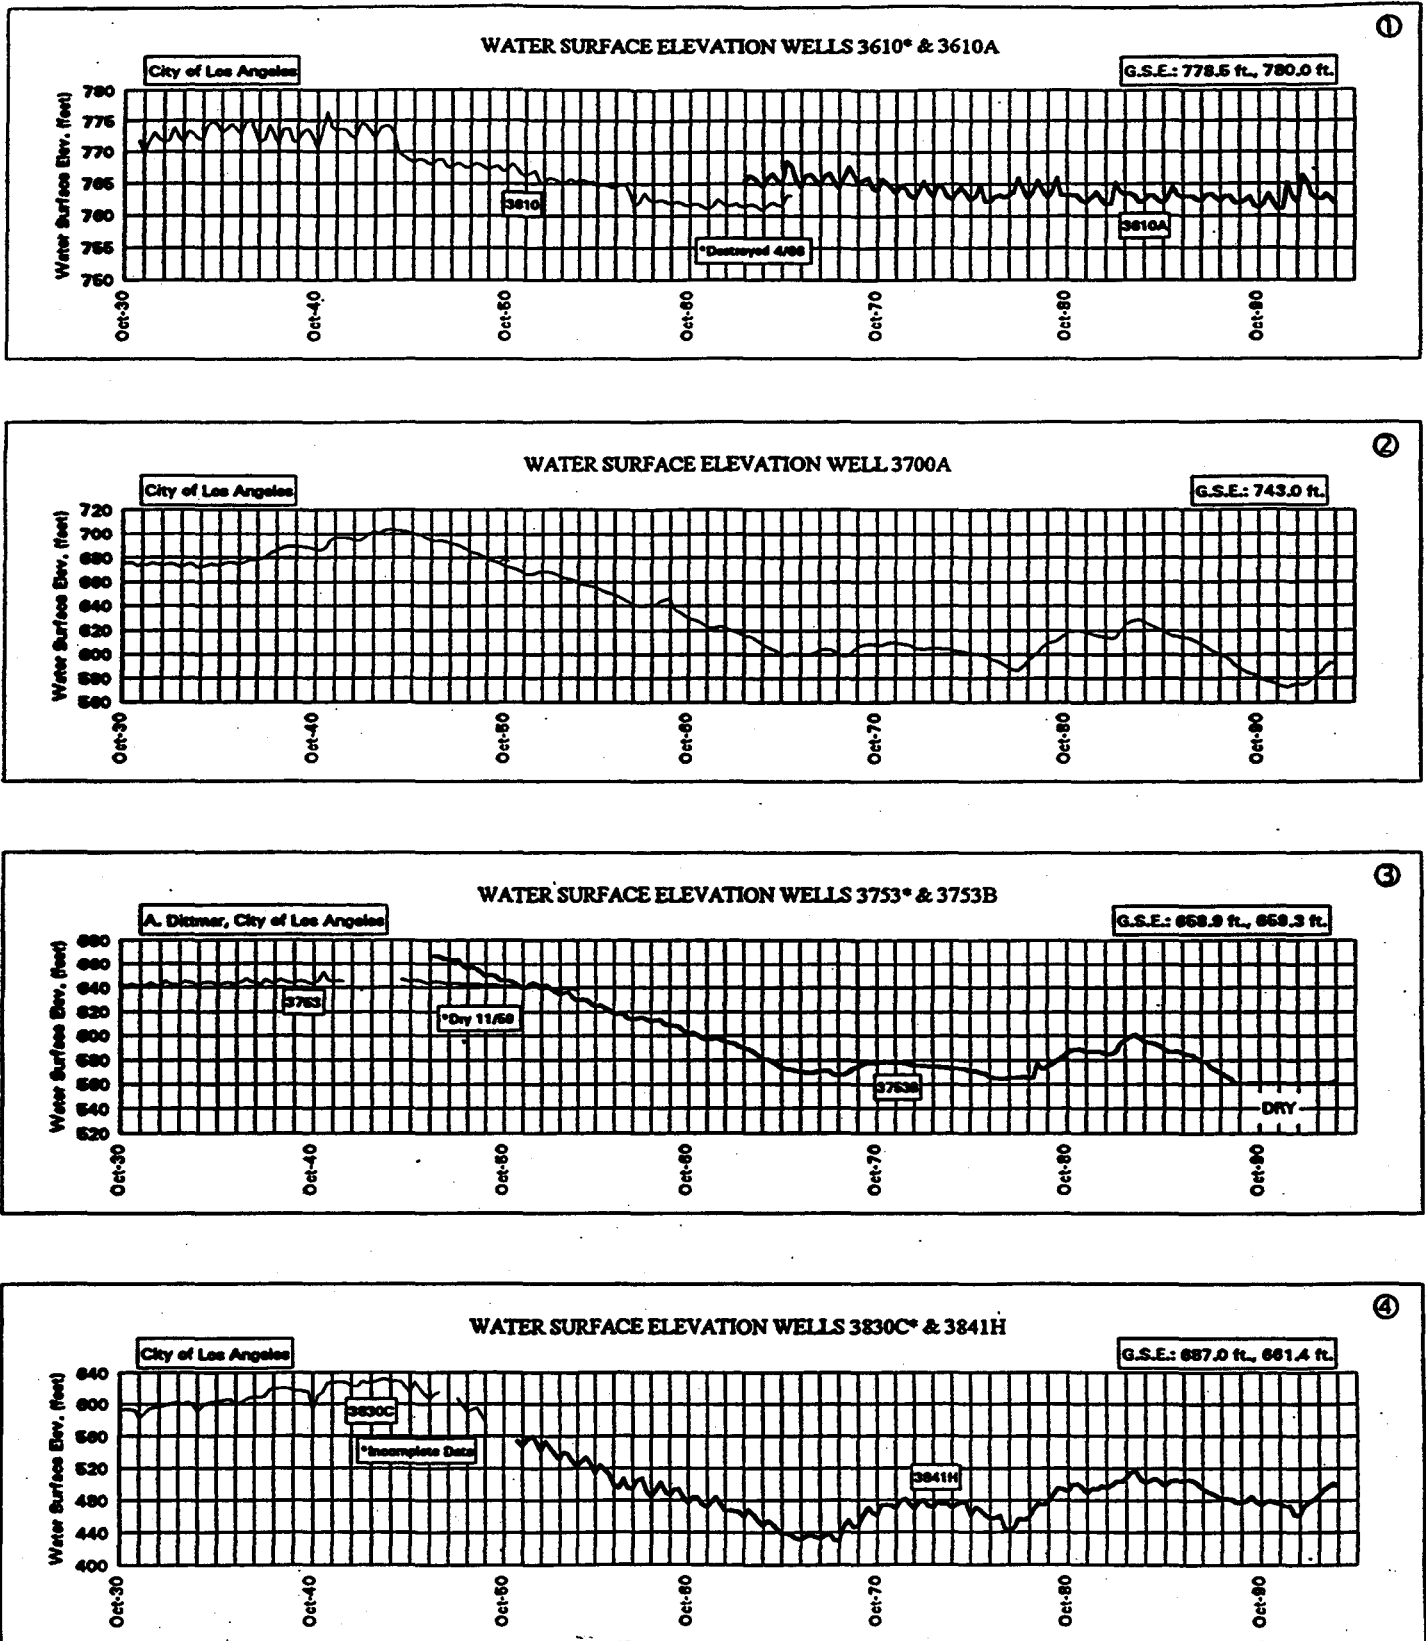 ①
WATER SURFACE ELEVATION WELLS 3610* & 3610A
City of Los Angeles
G.S.E.: 778.5 ft., 780.0 ft.
Water Surface Elev. (feet)
780
775
770
765
760
755
750
3610
*Destroyed 4/66
3610A
Oct-30
Oct-40
Oct-50
Oct-60
Oct-70
Oct-80
Oct-90
②
WATER SURFACE ELEVATION WELL 3700A
City of Los Angeles
G.S.E.: 743.0 ft.
Water Surface Elev. (feet)
720
700
680
660
640
620
600
580
560
Oct-30
Oct-40
Oct-50
Oct-60
Oct-70
Oct-80
Oct-90
③
WATER SURFACE ELEVATION WELLS 3753* & 3753B
A. Dittmar, City of Los Angeles
G.S.E.: 658.9 ft., 659.3 ft.
Water Surface Elev. (feet)
680
660
640
620
600
580
560
540
520
3753
*Dry 11/50
3753B
DRY
Oct-30
Oct-40
Oct-50
Oct-60
Oct-70
Oct-80
Oct-90
④
WATER SURFACE ELEVATION WELLS 3830C* & 3841H
City of Los Angeles
G.S.E.: 687.0 ft., 661.4 ft.
Water Surface Elev. (feet)
640
600
560
520
480
440
400
3830C
*Incomplete Data
3841H
Oct-30
Oct-40
Oct-50
Oct-60
Oct-70
Oct-80
Oct-90